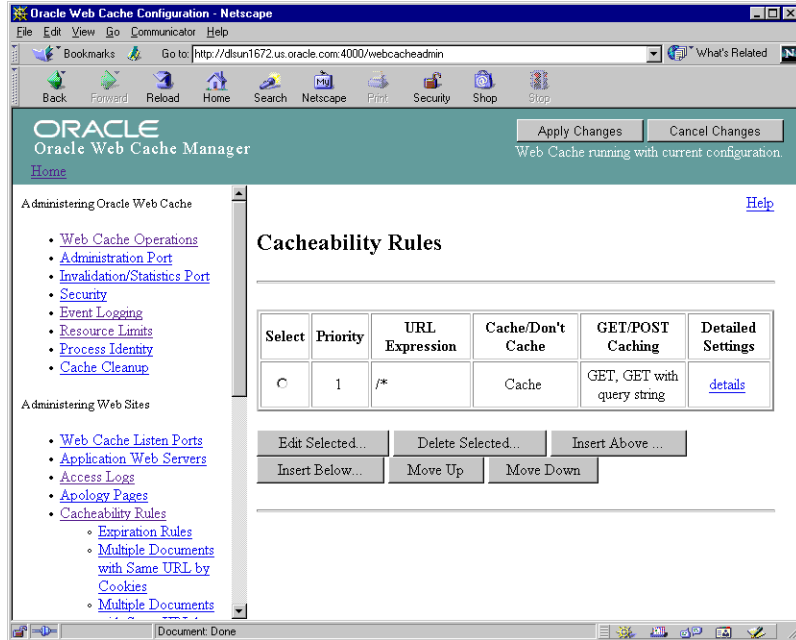 Oracle Web Cache Configuration - Netscape
File Edit View Go Communicator Help
Bookmarks Go to: http://dlsun1672.us.oracle.com:4000/webcacheadmin What's Related N
My
Back Forward Reload Home Search Netscape Print Security Shop Stop
ORACLE
Oracle Web Cache Manager
Home
Apply Changes Cancel Changes
Web Cache running with current configuration.
Administering Oracle Web Cache
Web Cache Operations
Administration Port
Invalidation/Statistics Port
Security
Event Logging
Resource Limits
Process Identity
Cache Cleanup
Administering Web Sites
Web Cache Listen Ports
Application Web Servers
Access Logs
Apology Pages
Cacheability Rules
Expiration Rules
Multiple Documents
with Same URL by
Cookies
Multiple Documents
Help
Cacheability Rules
Select Priority URL Expression Cache/Don't Cache GET/POST Caching Detailed Settings
1 /* Cache GET, GET with query string details
Edit Selected... Delete Selected... Insert Above ...
Insert Below... Move Up Move Down
Document: Done